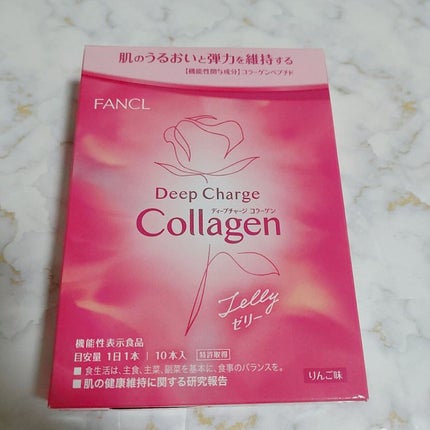 肌のうるおいと弾力を維持する
【機能性関与成分】コラーゲンペプチド
FANCL
Deep Charge
ディープチャージ コラーゲン
Collagen
Jelly
ゼリー
機能性表示食品
目安量 1日1本 | 10本入 特許取得
■食生活は、主食、主菜、副菜を基本に、食事のバランスを。
■肌の健康維持に関する研究報告
りんご味